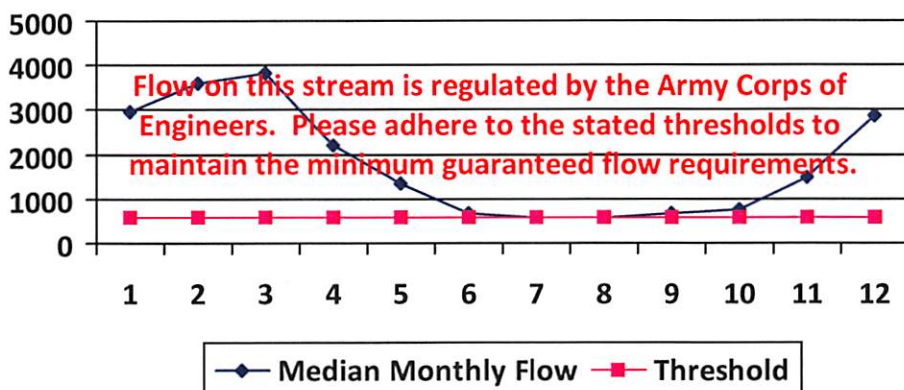 5000
4000
3000
2000
1000
0
Flow on this stream is regulated by the Army Corps of
Engineers. Please adhere to the stated thresholds to
maintain the minimum guaranteed flow requirements.
1 2 3 4 5 6 7 8 9 10 11 12
Median Monthly Flow Threshold